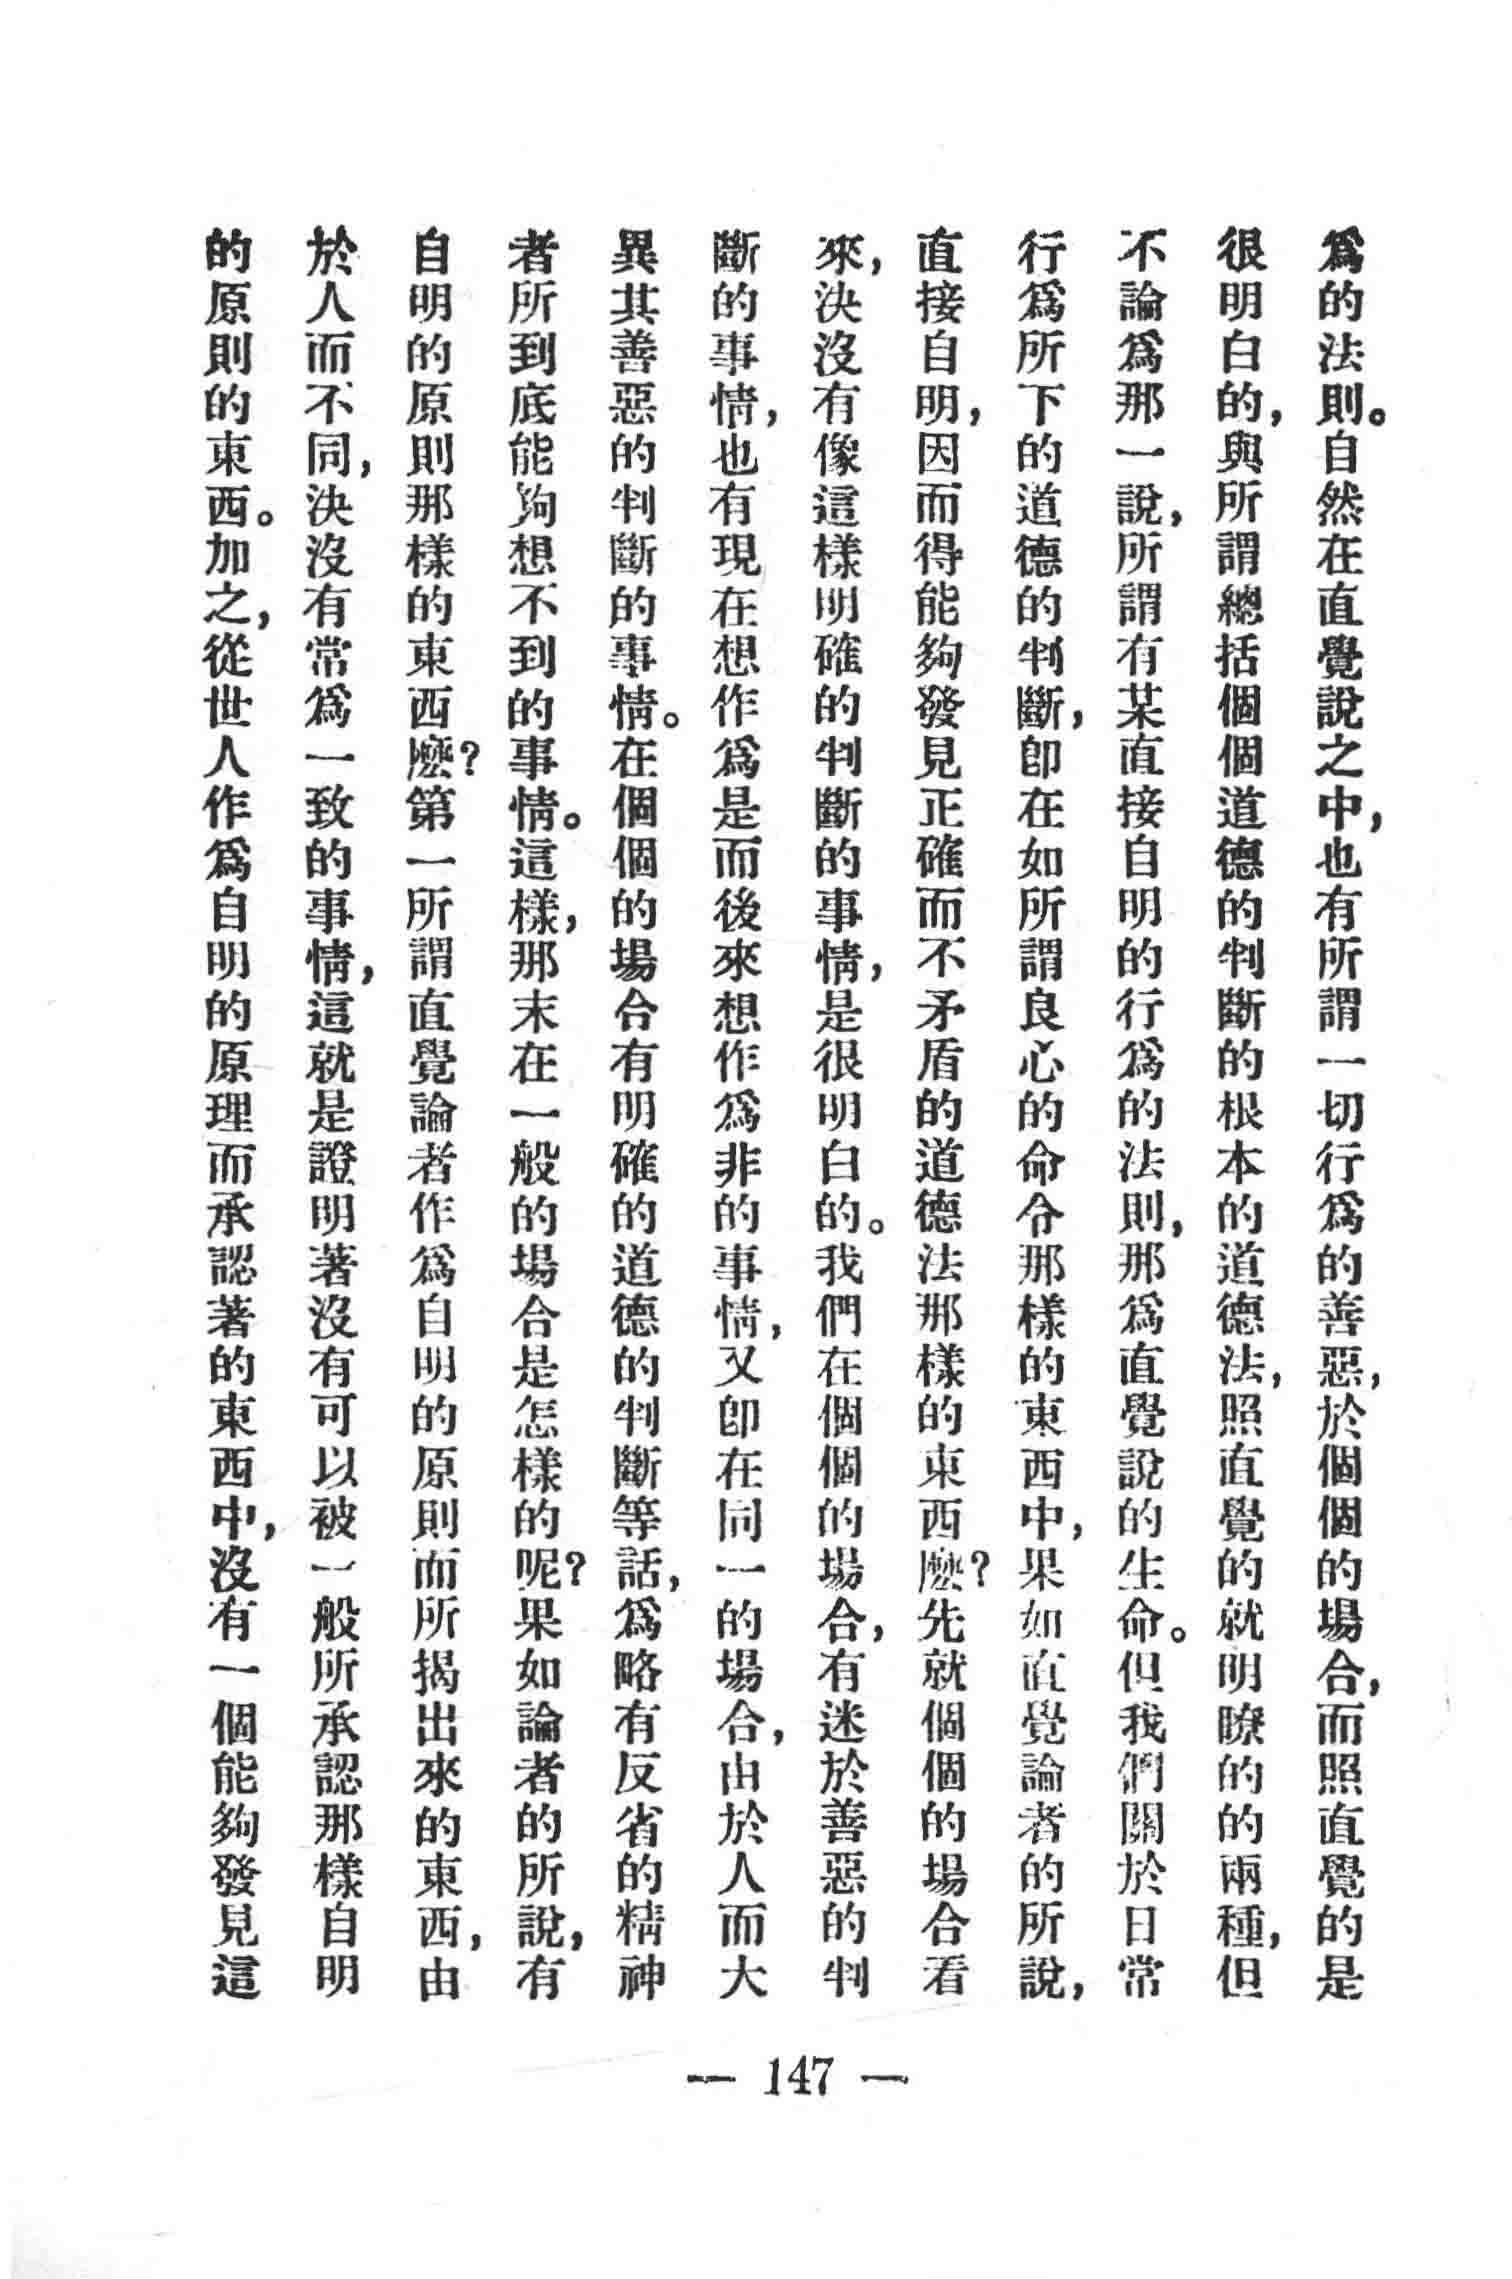 爲的法則。自然在直覺說之中，也有所謂一切行爲的善惡，於個個的場合，而照直覺的是
很明白的，與所謂總括個個道德的判斷的根本的道德法，照直覺的就明瞭的的兩種，但
不論爲那一說，所謂有某直接自明的行爲的法則，那爲直覺說的生命。但我們關於日常
行爲所下的道德的判斷，卽在如所謂良心的命令那樣的東西中，果如直覺論者的所說，
直接自明，因而得能夠發見正確而不矛盾的道德法那樣的東西麽？先就個個的場合看
來，決沒有像這樣明確的判斷的事情，是很明白的。我們在個個的場合，有迷於善惡的判
斷的事情，也有現在想作爲是而後來想作爲非的事情，又卽在同一的場合，由於人而大
異其善惡的判斷的事情。在個個的場合有明確的道德的判斷等話，爲略有反省的精神
者所到底能夠想不到的事情。這樣，那末在一般的場合是怎樣的呢？果如論者的所說，有
自明的原則那樣的東西麽？第一所謂直覺論者作爲自明的原則而所揭出來的東西，由
於人而不同，決沒有常爲一致的事情，這就是證明著沒有可以被一般所承認那樣自明
的原則的東西。加之，從世人作爲自明的原理而承認著的東西中，沒有一個能夠發見這
— 147 —